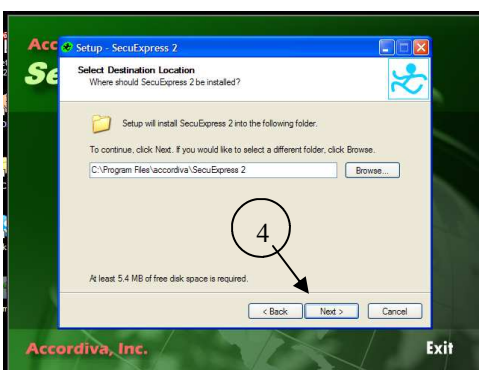 Acc
Se
Setup - SecuExpress 2
Select Destination Location
Where should SecuExpress 2 be installed?
Setup will install SecuExpress 2 into the following folder.
To continue, click Next. If you would like to select a different folder, click Browse.
C:\Program Files\accordiva\SecuExpress 2
Browse...
4
At least 5.4 MB of free disk space is required.
< Back
Next >
Cancel
Accordiva, Inc.
Exit